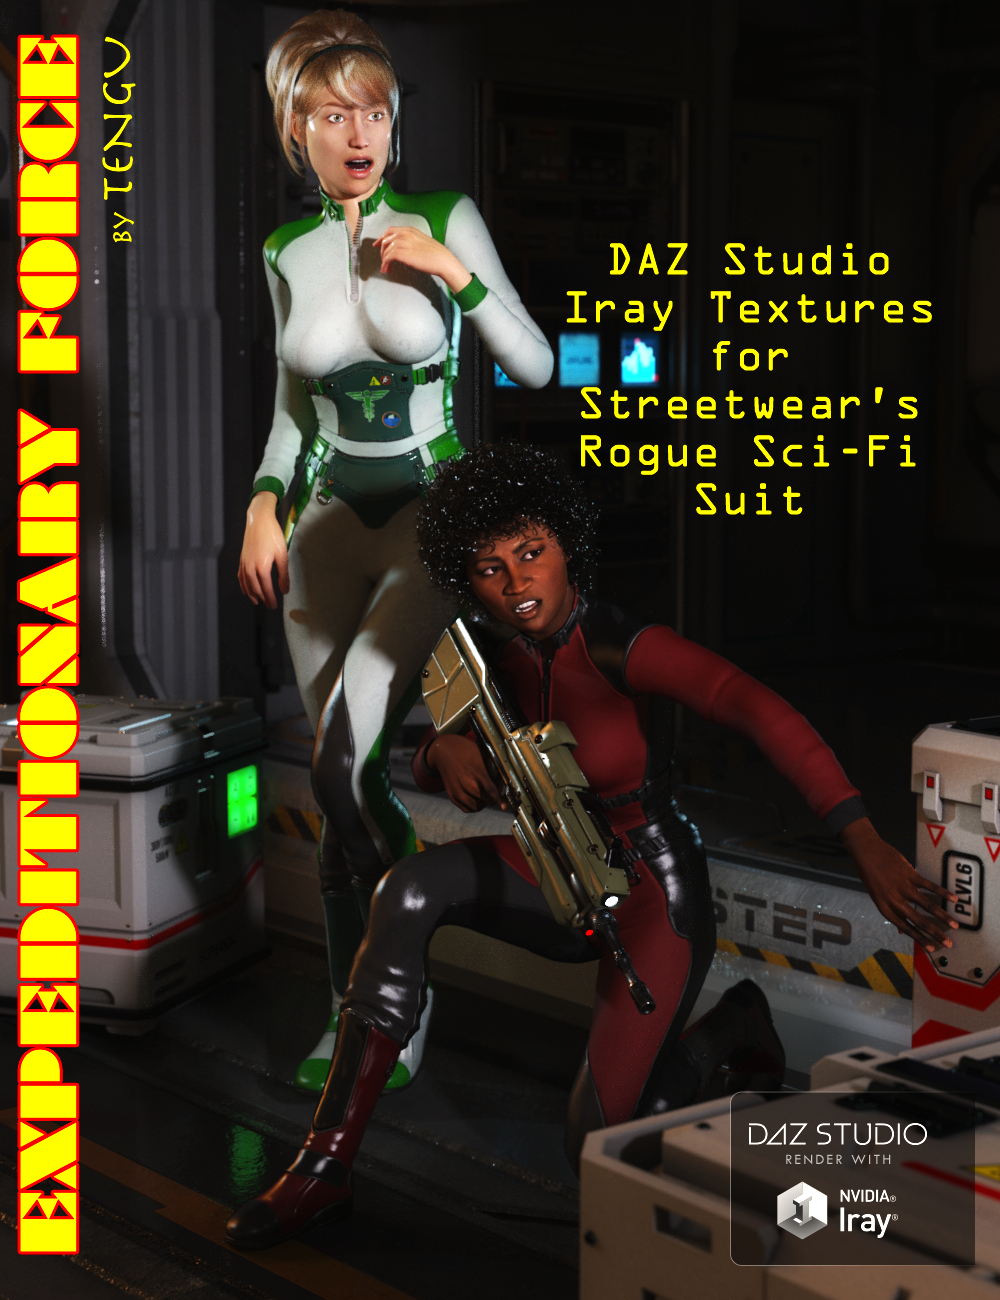 EXPEDITIONARY FORCE
BY TENGU
DAZ Studio
Iray Textures
for
Streetwear's
Rogue Sci-Fi
Suit
PLVL6
STEP
DAZ STUDIO
RENDER WITH
NVIDIA®
Iray®